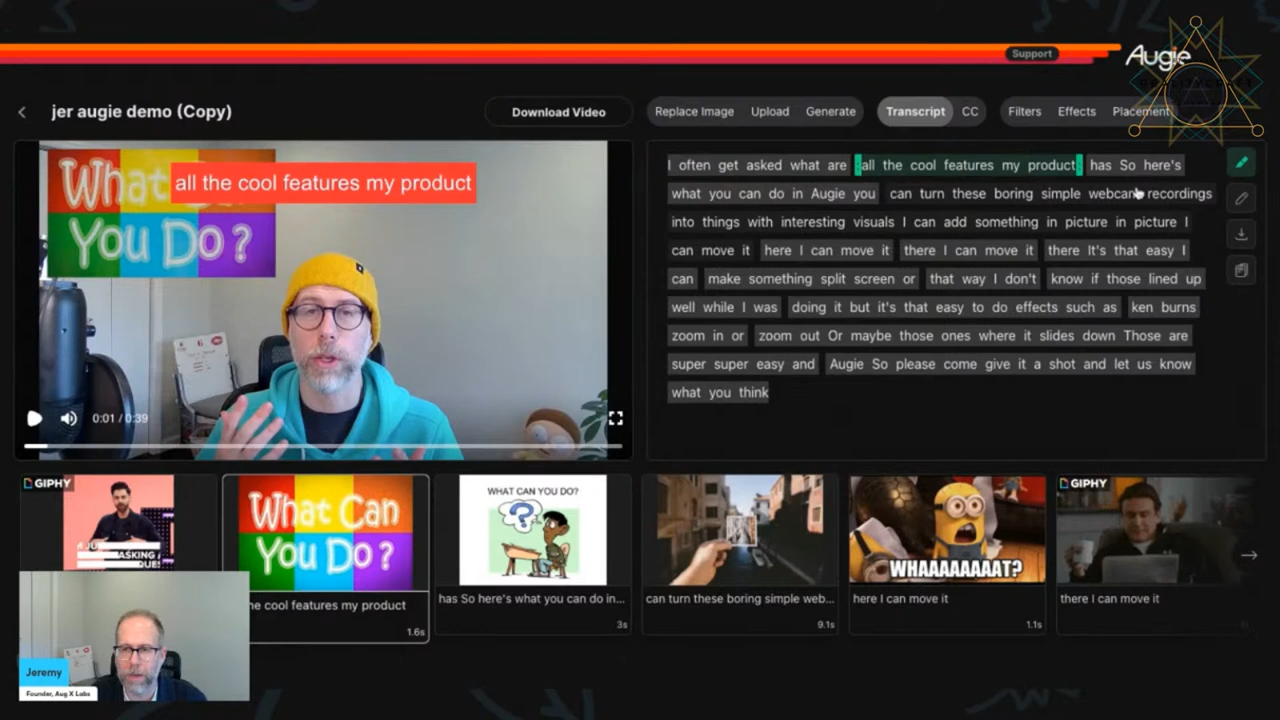 Support
Augie
jer augie demo (Copy)
Download Video
Replace Image Upload Generate
Transcript CC
Filters Effects Placement
What
You Do?
all the cool features my product
0:01 / 0:39
I often get asked what are all the cool features my product has So here's
what you can do in Augie you can turn these boring simple webcam recordings
into things with interesting visuals I can add something in picture in picture I
can move it here I can move it there I can move it there It's that easy I
can make something split screen or that way I don't know if those lined up
well while I was doing it but it's that easy to do effects such as ken burns
zoom in or zoom out Or maybe those ones where it slides down Those are
super super easy and Augie So please come give it a shot and let us know
what you think
GIPHY
ASKING
What Can
You Do?
he cool features my product
1.6s
WHAT CAN YOU DO?
has So here's what you can do in...
3s
can turn these boring simple web...
9.1s
WHAAAAAAAT?
here I can move it
1.1s
GIPHY
there I can move it
Jeremy
Founder, Aug X Labs